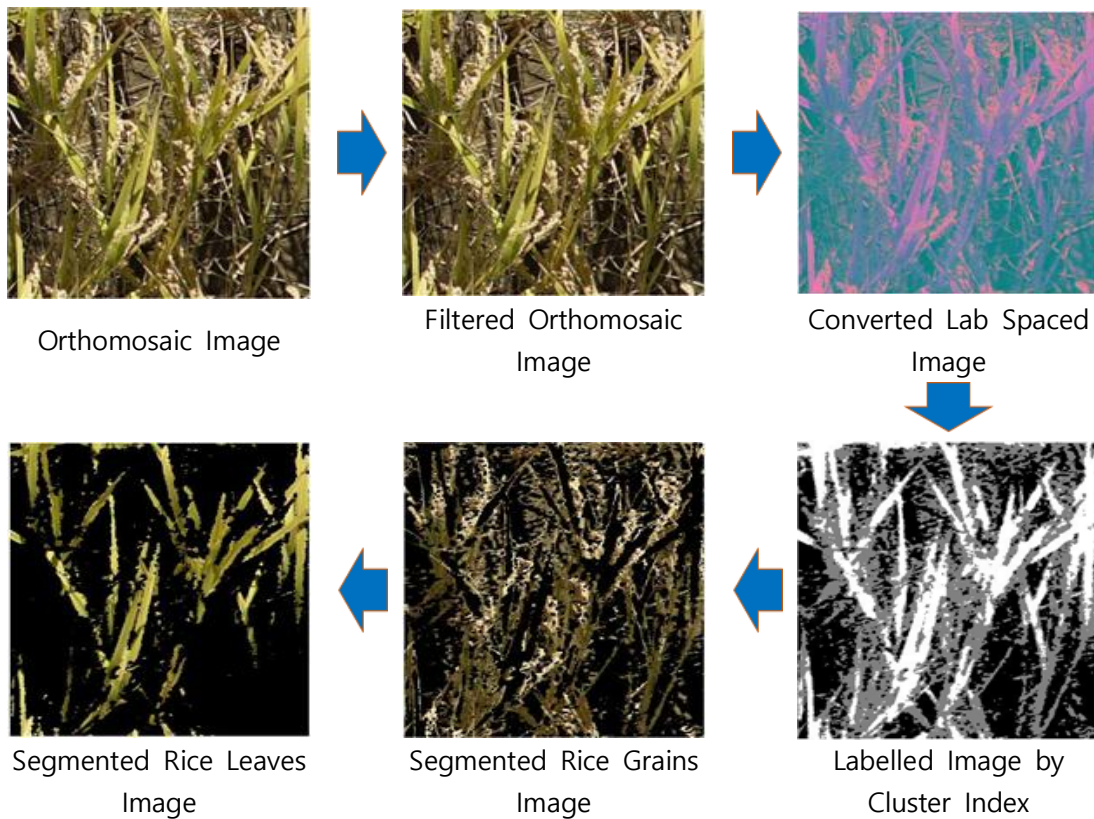 Orthomosaic Image
Filtered Orthomosaic
Image
Converted Lab Spaced
Image
Segmented Rice Leaves
Image
Segmented Rice Grains
Image
Labelled Image by
Cluster Index